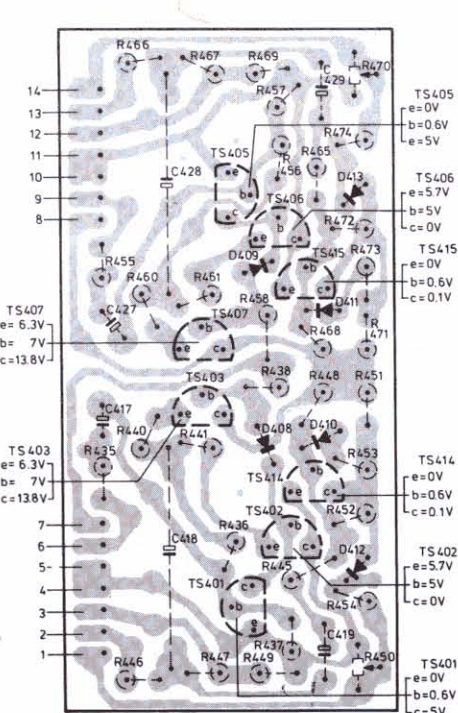 R466
R467
R469
C
429
R470
R457
14
13
12
11
10
9
8
TS405
e=0V
b=0.6V
e=5V
R474
TS405
e
b
c
R
456
R465
D413
C428
TS406
e=5.7V
b=5V
c=0V
TS406
b
e
c
R472
R455
D409
TS415
b
e
c
R473
TS415
e=0V
b=0.6V
c=0.1V
R460
R461
D411
C427
R458
TS407
e= 6.3V
b= 7V
c=13.8V
TS407
b
e
c
R468
R
471
R438
R448
R451
TS403
b
e
c
C417
R440
R441
D408
D410
R435
TS403
e= 6.3V
b= 7V
c=13.8V
R453
TS414
b
e
c
TS414
e=0V
b=0.6V
c=0.1V
R452
TS402
b
e
c
7
6
5
4
3
2
1
R436
C418
D412
TS402
e=5.7V
b=5V
c=0V
R445
TS401
c
b
e
R454
R437
C419
R446
R447
R449
R450
TS401
e=0V
b=0.6V
c=5V